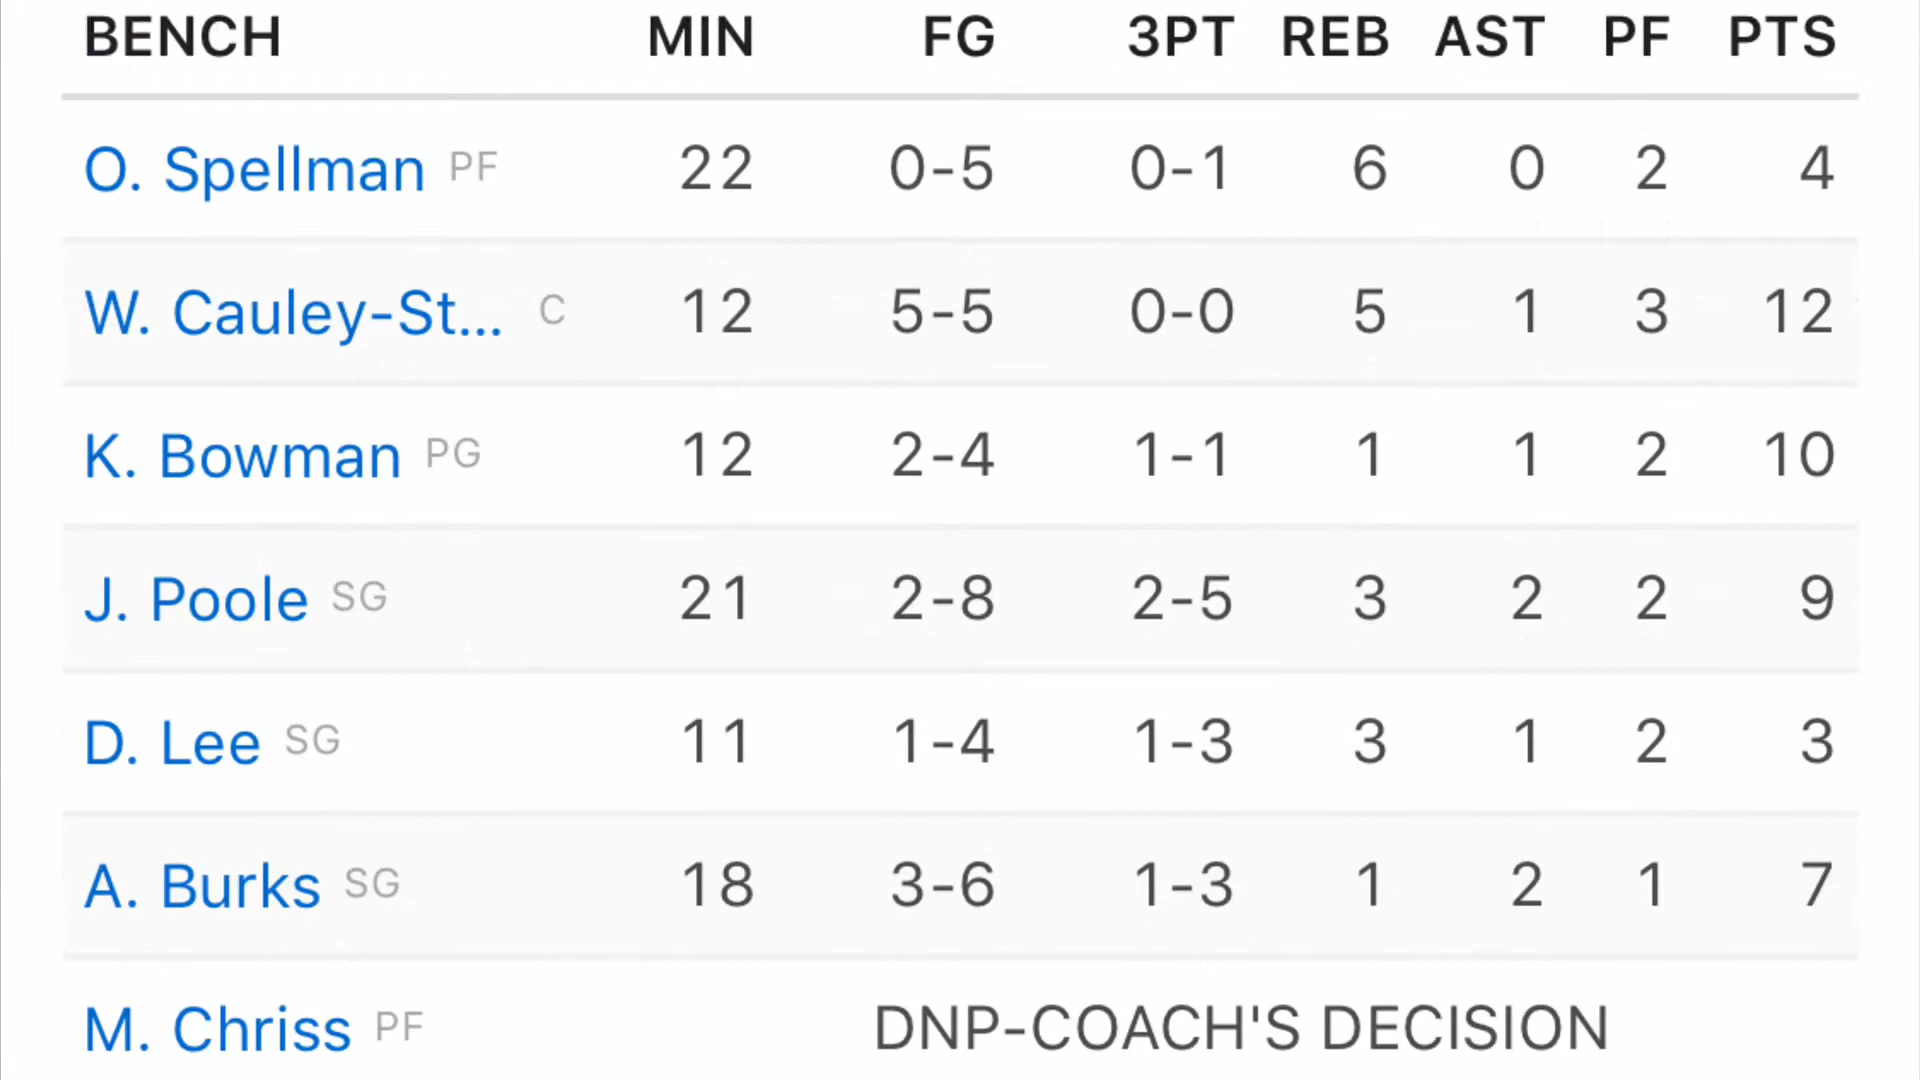 BENCH MIN FG 3PT REB AST PF PTS
O. Spellman PF 22 0-5 0-1 6 0 2 4
W. Cauley-St... C 12 5-5 0-0 5 1 3 12
K. Bowman PG 12 2-4 1-1 1 1 2 10
J. Poole SG 21 2-8 2-5 3 2 2 9
D. Lee SG 11 1-4 1-3 3 1 2 3
A. Burks SG 18 3-6 1-3 1 2 1 7
M. Chriss PF DNP-COACH'S DECISION